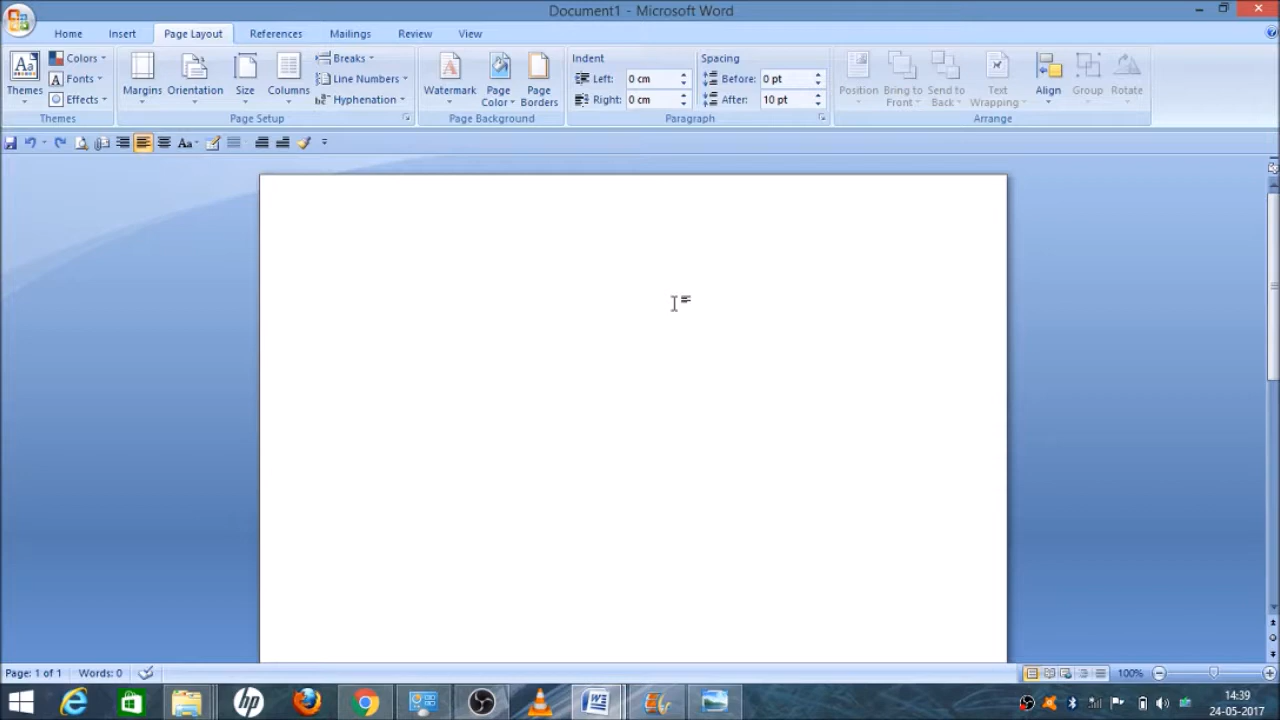 Document1 - Microsoft Word
Home Insert Page Layout References Mailings Review View
Themes Colors Fonts Effects
Themes
Margins Orientation Size Columns Breaks Line Numbers Hyphenation
Page Setup
Watermark Page Color Page Borders
Page Background
Indent Spacing
Left: 0 cm Before: 0 pt
Right: 0 cm After: 10 pt
Paragraph
Position Bring to Front Send to Back Text Wrapping Align Group Rotate
Arrange
Aa
Page: 1 of 1 Words: 0 100%
14:39
24-05-2017